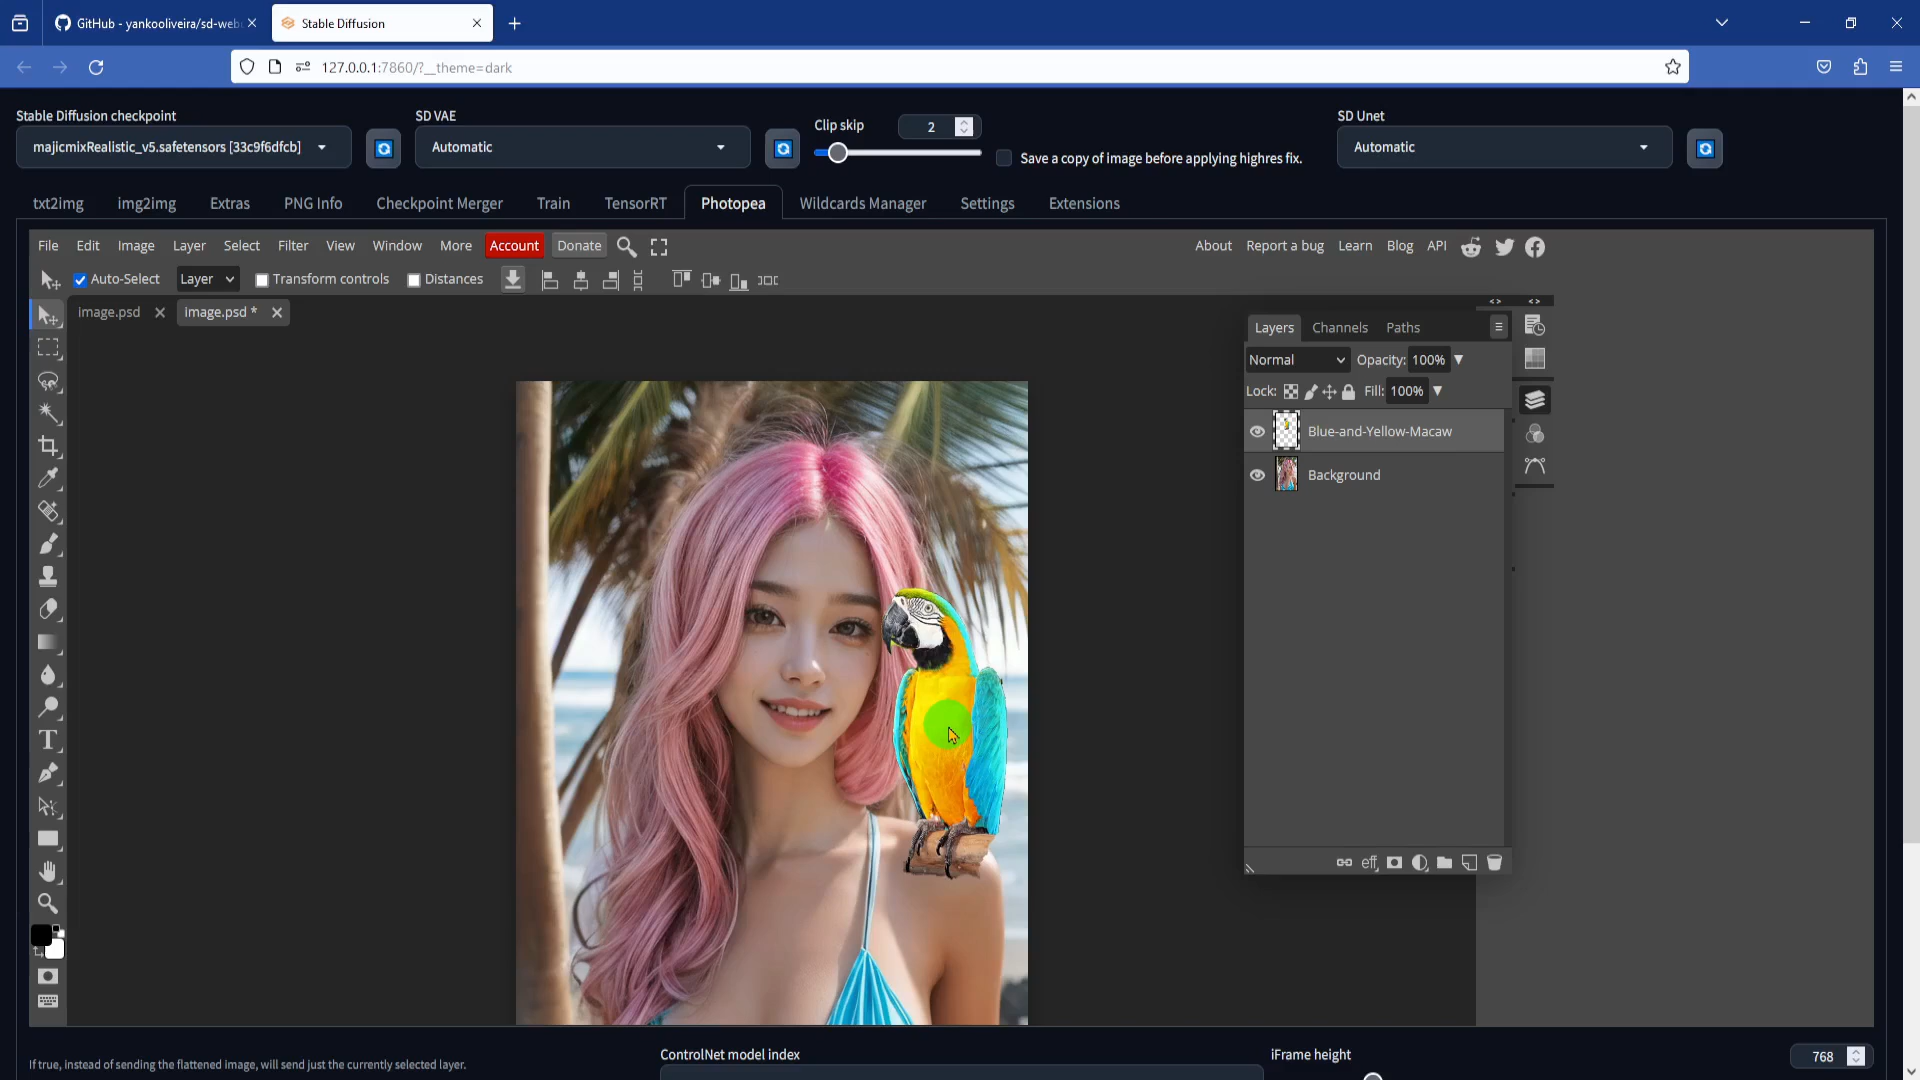 GitHub - yankooliveira/sd-web
Stable Diffusion
127.0.0.1:7860/?__theme=dark
Stable Diffusion checkpoint
SD VAE
Clip skip
2
SD Unet
majicmixRealistic_v5.safetensors [33c9f6dfcb]
Automatic
Save a copy of image before applying highres fix.
Automatic
txt2img
img2img
Extras
PNG Info
Checkpoint Merger
Train
TensorRT
Photopea
Wildcards Manager
Settings
Extensions
File
Edit
Image
Layer
Select
Filter
View
Window
More
Account
Donate
About
Report a bug
Learn
Blog
API
Auto-Select
Layer
Transform controls
Distances
image.psd
image.psd *
< >
< >
Layers
Channels
Paths
Normal
Opacity: 100%
Lock:
Fill: 100%
Blue-and-Yellow-Macaw
Background
eff
If true, instead of sending the flattened image, will send just the currently selected layer.
ControlNet model index
iFrame height
768